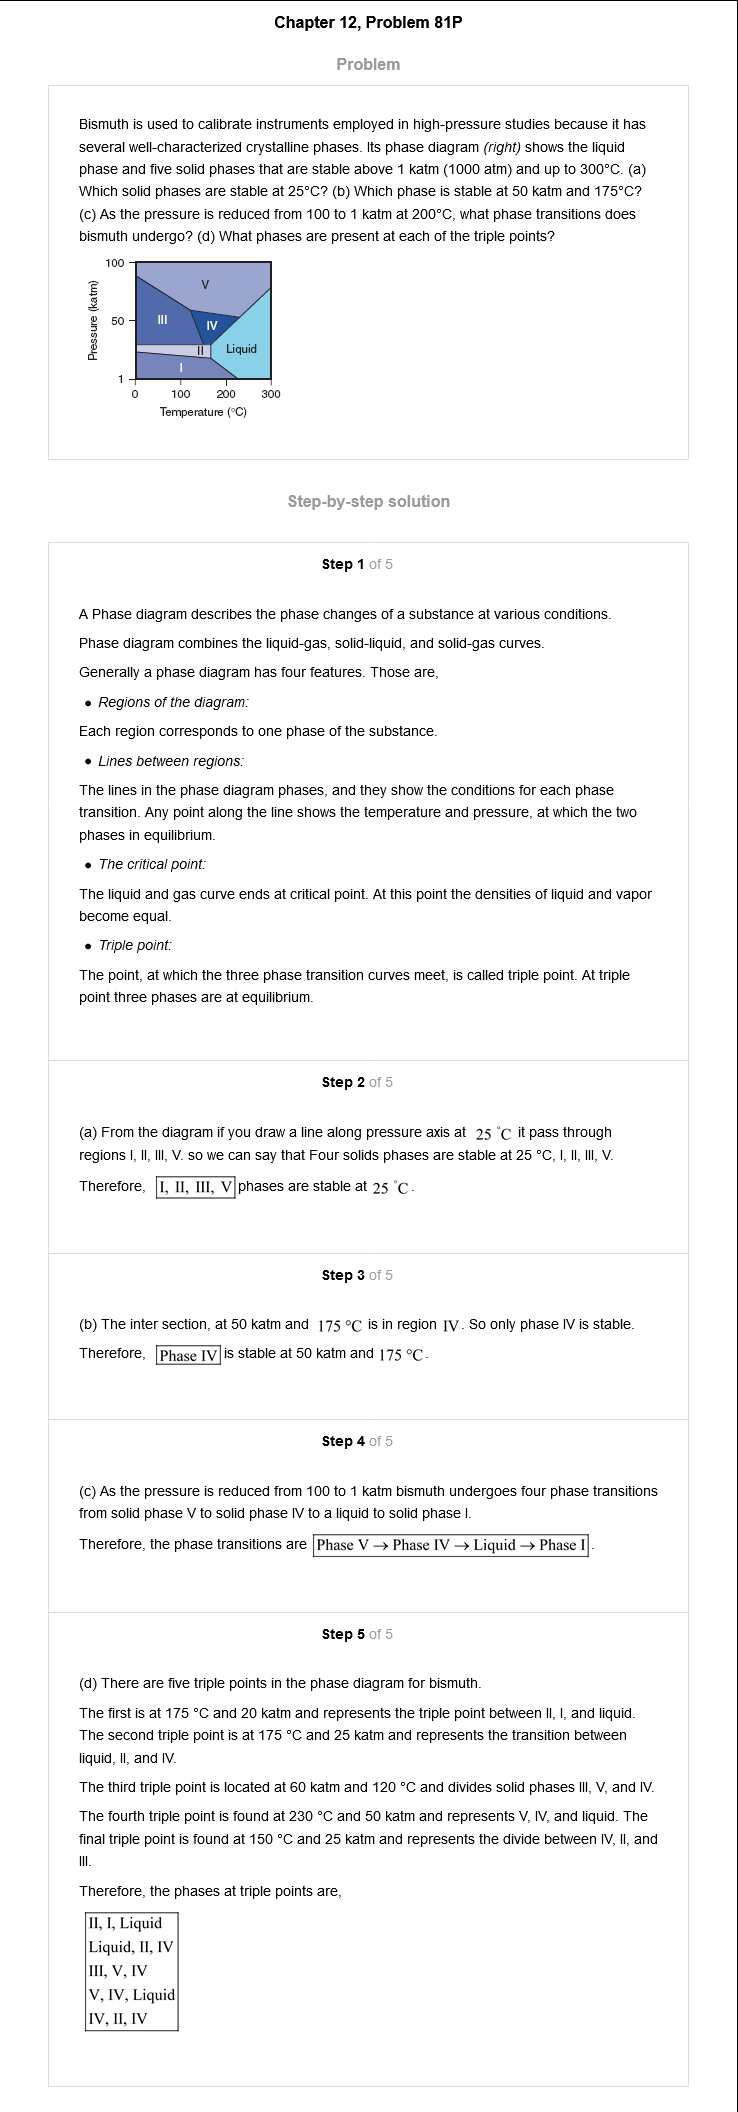 Chapter 12, Problem 81P
Problem
Bismuth is used to calibrate instruments employed in high-pressure studies because it has
several well-characterized crystalline phases. Its phase diagram (right) shows the liquid
phase and five solid phases that are stable above 1 katm (1000 atm) and up to 300°C. (a)
Which solid phases are stable at 25°C? (b) Which phase is stable at 50 katm and 175°C?
(c) As the pressure is reduced from 100 to 1 katm at 200°C, what phase transitions does
bismuth undergo? (d) What phases are present at each of the triple points?
100
V
Pressure (katm)
50
III
IV
II
Liquid
I
1
0 100 200 300
Temperature (°C)
Step-by-step solution
Step 1 of 5
A Phase diagram describes the phase changes of a substance at various conditions.
Phase diagram combines the liquid-gas, solid-liquid, and solid-gas curves.
Generally a phase diagram has four features. Those are,
• Regions of the diagram:
Each region corresponds to one phase of the substance.
• Lines between regions:
The lines in the phase diagram phases, and they show the conditions for each phase
transition. Any point along the line shows the temperature and pressure, at which the two
phases in equilibrium.
• The critical point:
The liquid and gas curve ends at critical point. At this point the densities of liquid and vapor
become equal.
• Triple point:
The point, at which the three phase transition curves meet, is called triple point. At triple
point three phases are at equilibrium.
Step 2 of 5
(a) From the diagram if you draw a line along pressure axis at 25 °C it pass through
regions I, II, III, V. so we can say that Four solids phases are stable at 25 °C, I, II, III, V.
Therefore, I, II, III, V phases are stable at 25 °C.
Step 3 of 5
(b) The inter section, at 50 katm and 175 °C is in region IV. So only phase IV is stable.
Therefore, Phase IV is stable at 50 katm and 175 °C.
Step 4 of 5
(c) As the pressure is reduced from 100 to 1 katm bismuth undergoes four phase transitions
from solid phase V to solid phase IV to a liquid to solid phase I.
Therefore, the phase transitions are Phase V → Phase IV → Liquid → Phase I.
Step 5 of 5
(d) There are five triple points in the phase diagram for bismuth.
The first is at 175 °C and 20 katm and represents the triple point between II, I, and liquid.
The second triple point is at 175 °C and 25 katm and represents the transition between
liquid, II, and IV.
The third triple point is located at 60 katm and 120 °C and divides solid phases III, V, and IV.
The fourth triple point is found at 230 °C and 50 katm and represents V, IV, and liquid. The
final triple point is found at 150 °C and 25 katm and represents the divide between IV, II, and
III.
Therefore, the phases at triple points are,
II, I, Liquid
Liquid, II, IV
III, V, IV
V, IV, Liquid
IV, II, IV